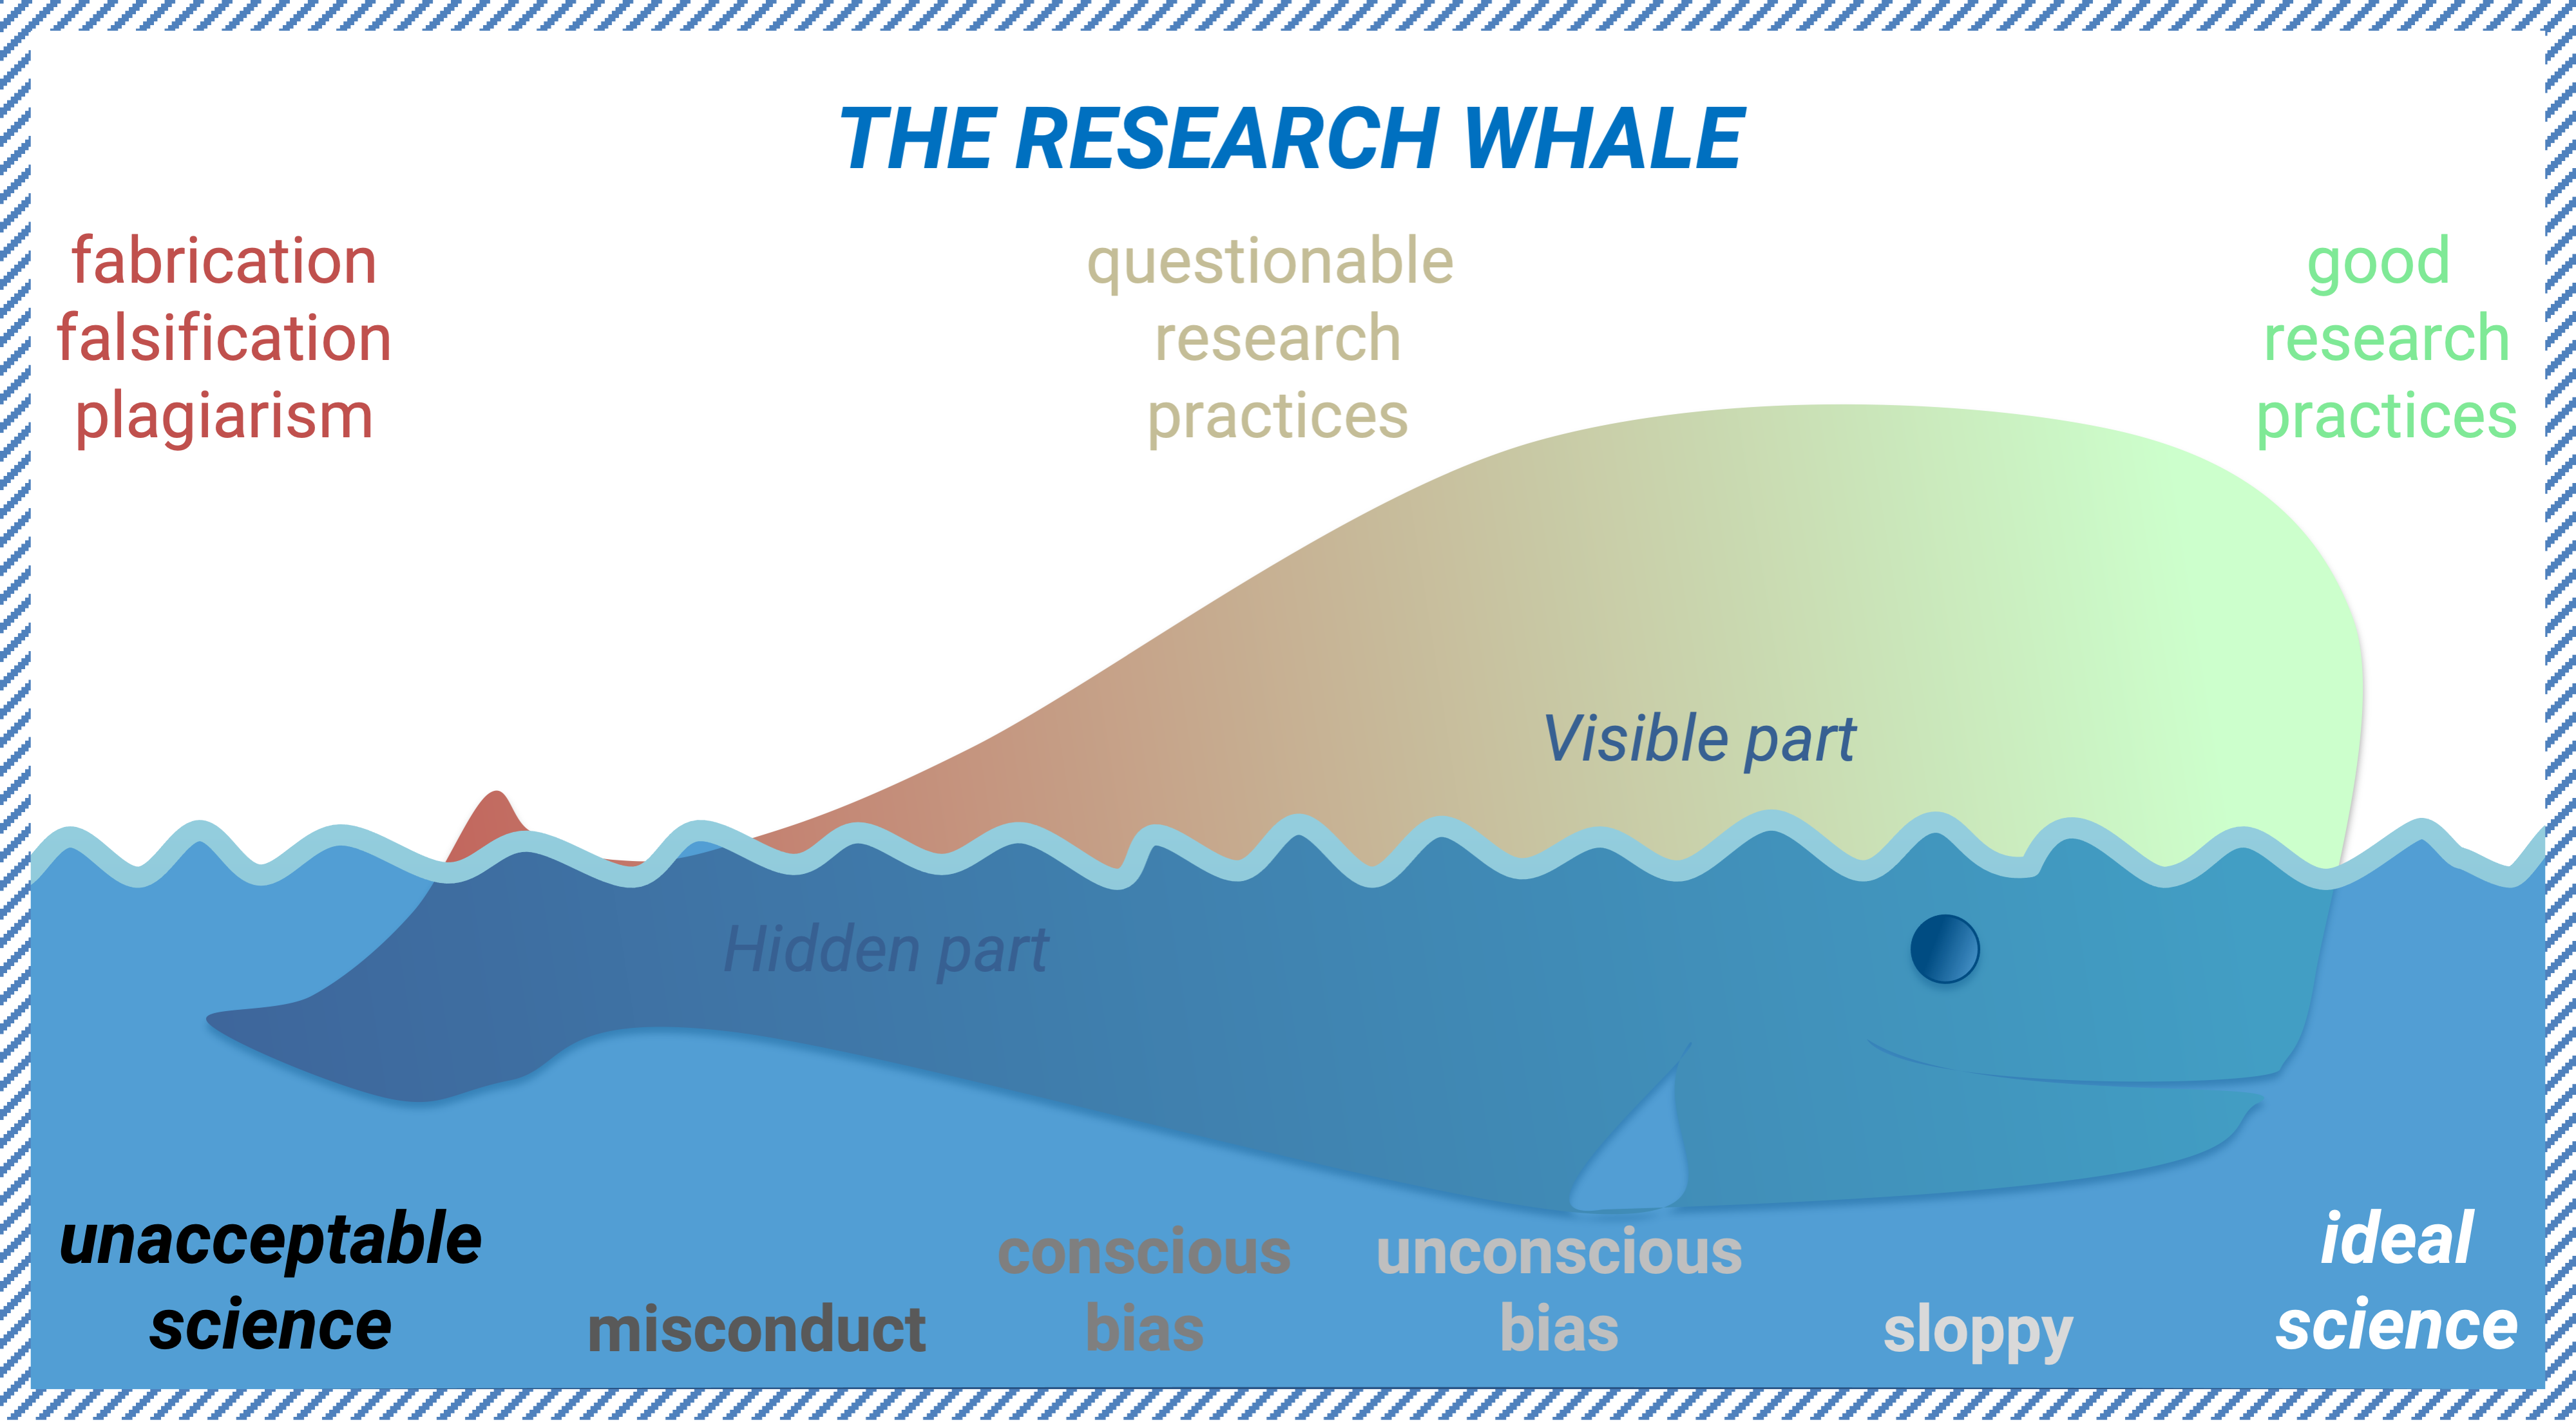 THE RESEARCH WHALE
fabrication
falsification
plagiarism
questionable
research
practices
good
research
practices
Visible part
Hidden part
unacceptable
science
misconduct
conscious
bias
unconscious
bias
sloppy
ideal
science